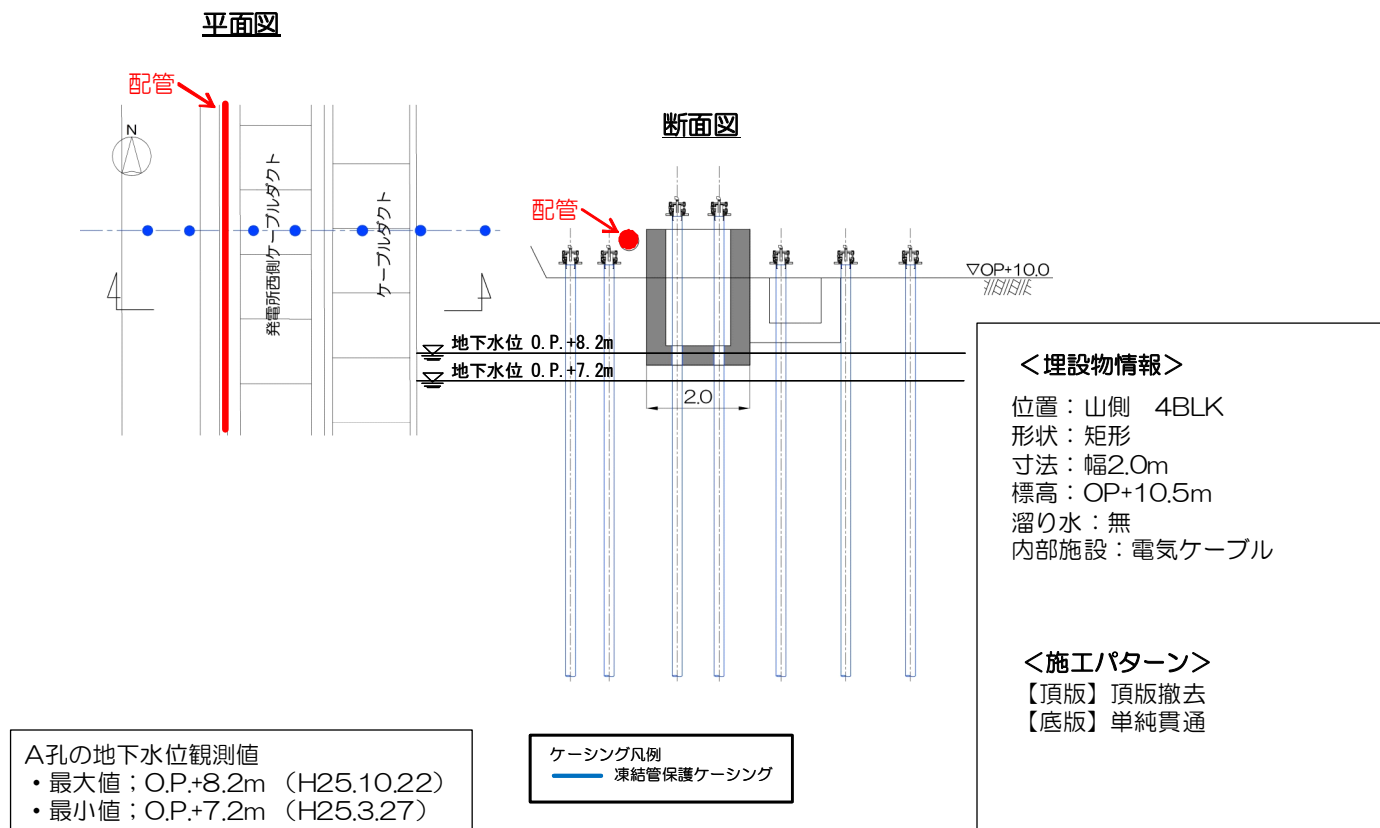 平面図
配管
N
発電所西側ケーブルダクト
ケーブルダクト
断面図
配管
▽OP+10.0
地下水位 O.P.+8.2m
地下水位 O.P.+7.2m
2.0
＜埋設物情報＞
位置：山側　4BLK
形状：矩形
寸法：幅2.0m
標高：OP+10.5m
溜り水：無
内部施設：電気ケーブル
＜施工パターン＞
【頂版】頂版撤去
【底版】単純貫通
A孔の地下水位観測値
・最大値；O.P.+8.2m （H25.10.22）
・最小値；O.P.+7.2m （H25.3.27）
ケーシング凡例
凍結管保護ケーシング